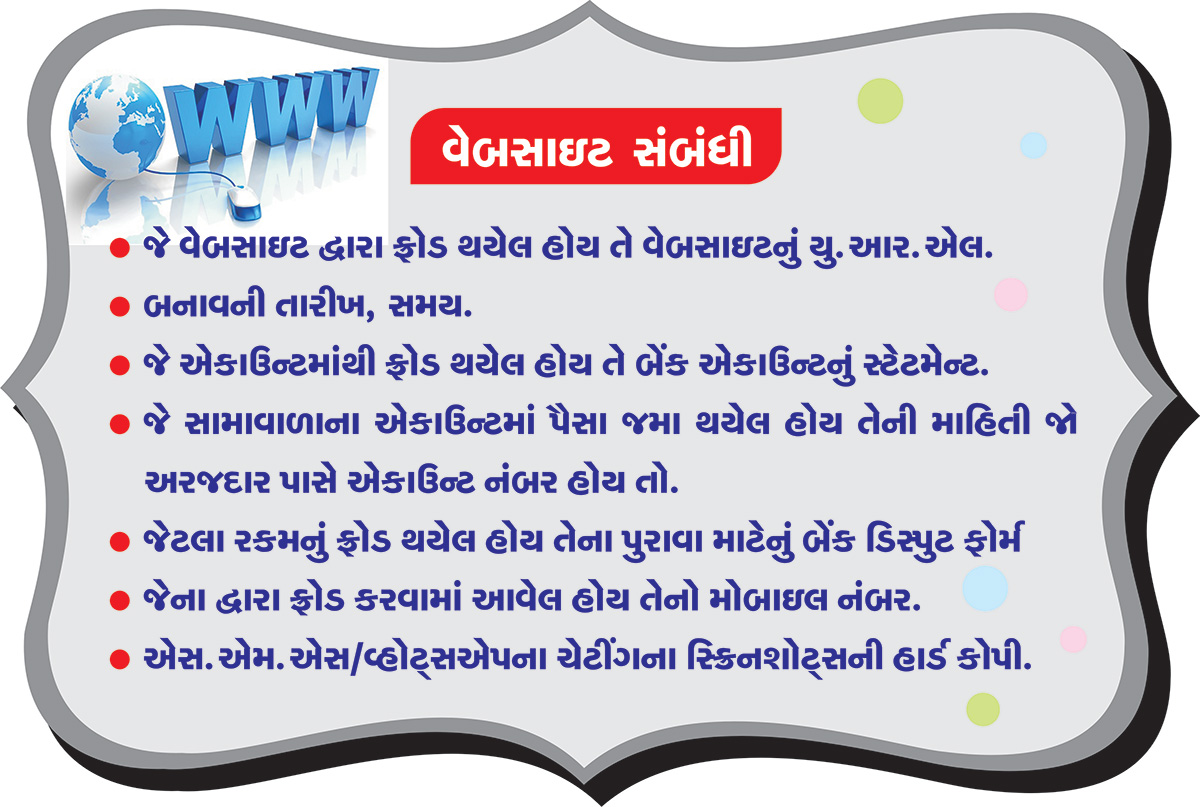 WWW
વેબસાઇટ સંબંધી
જે વેબસાઇટ દ્વારા ફ્રોડ થયેલ હોય તે વેબસાઇટનું યુ.આર.એલ.
બનાવની તારીખ, સમય.
જે એકાઉન્ટમાંથી ફ્રોડ થયેલ હોય તે બેંક એકાઉન્ટનું સ્ટેટમેન્ટ.
જે સામાવાળાના એકાઉન્ટમાં પૈસા જમા થયેલ હોય તેની માહિતી જો
અરજદાર પાસે એકાઉન્ટ નંબર હોય તો.
જેટલા રકમનું ફ્રોડ થયેલ હોય તેના પુરાવા માટેનું બેંક ડિસ્પુટ ફોર્મ
જેના દ્વારા ફ્રોડ કરવામાં આવેલ હોય તેનો મોબાઇલ નંબર.
એસ.એમ.એસ/વ્હોટ્સએપના ચેટીંગના સ્ક્રિનશોટ્સની હાર્ડ કોપી.